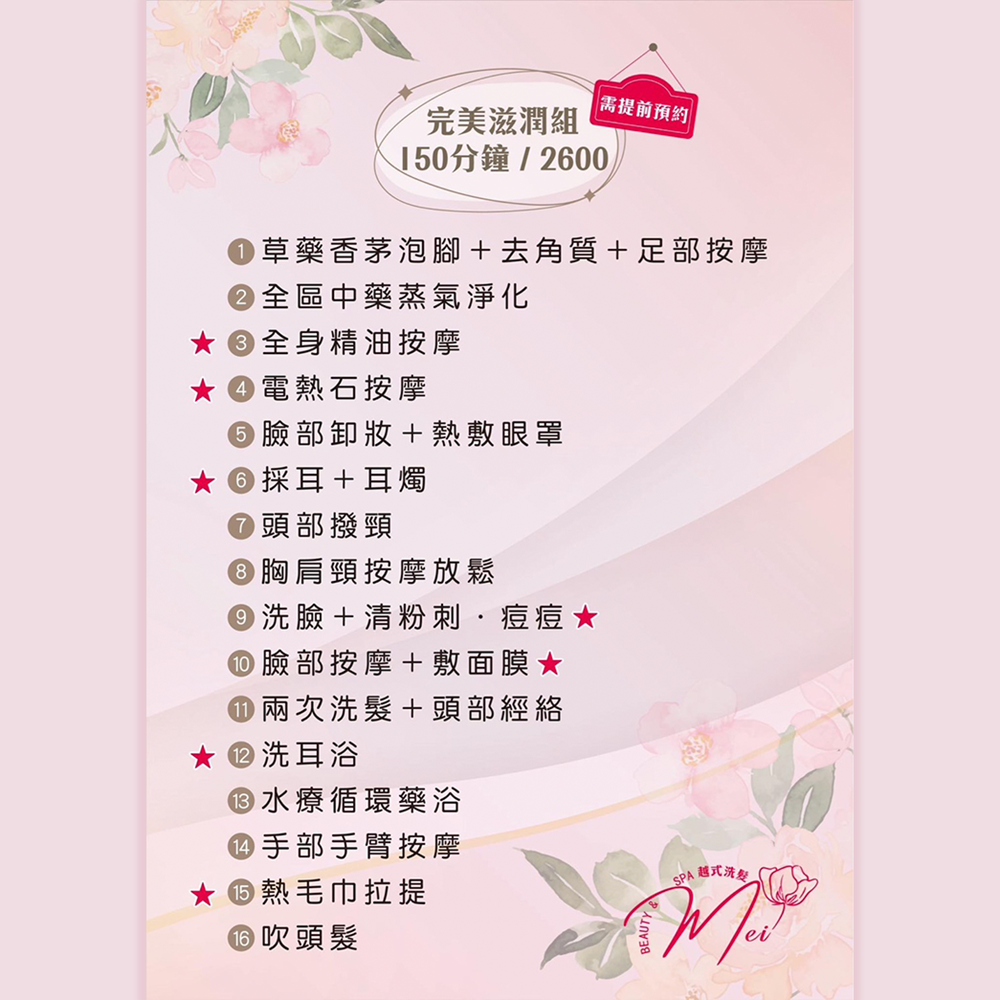 完美滋潤組
150分鐘 / 2600
需提前預約
1 草藥香茅泡腳＋去角質＋足部按摩
2 全區中藥蒸氣淨化
★ 3 全身精油按摩
★ 4 電熱石按摩
5 臉部卸妝＋熱敷眼罩
★ 6 採耳＋耳燭
7 頭部撥頸
8 胸肩頸按摩放鬆
9 洗臉＋清粉刺．痘痘★
10 臉部按摩＋敷面膜★
11 兩次洗髮＋頭部經絡
★ 12 洗耳浴
13 水療循環藥浴
14 手部手臂按摩
★ 15 熱毛巾拉提
16 吹頭髮
BEAUTY & SPA 越式洗髮
Mei